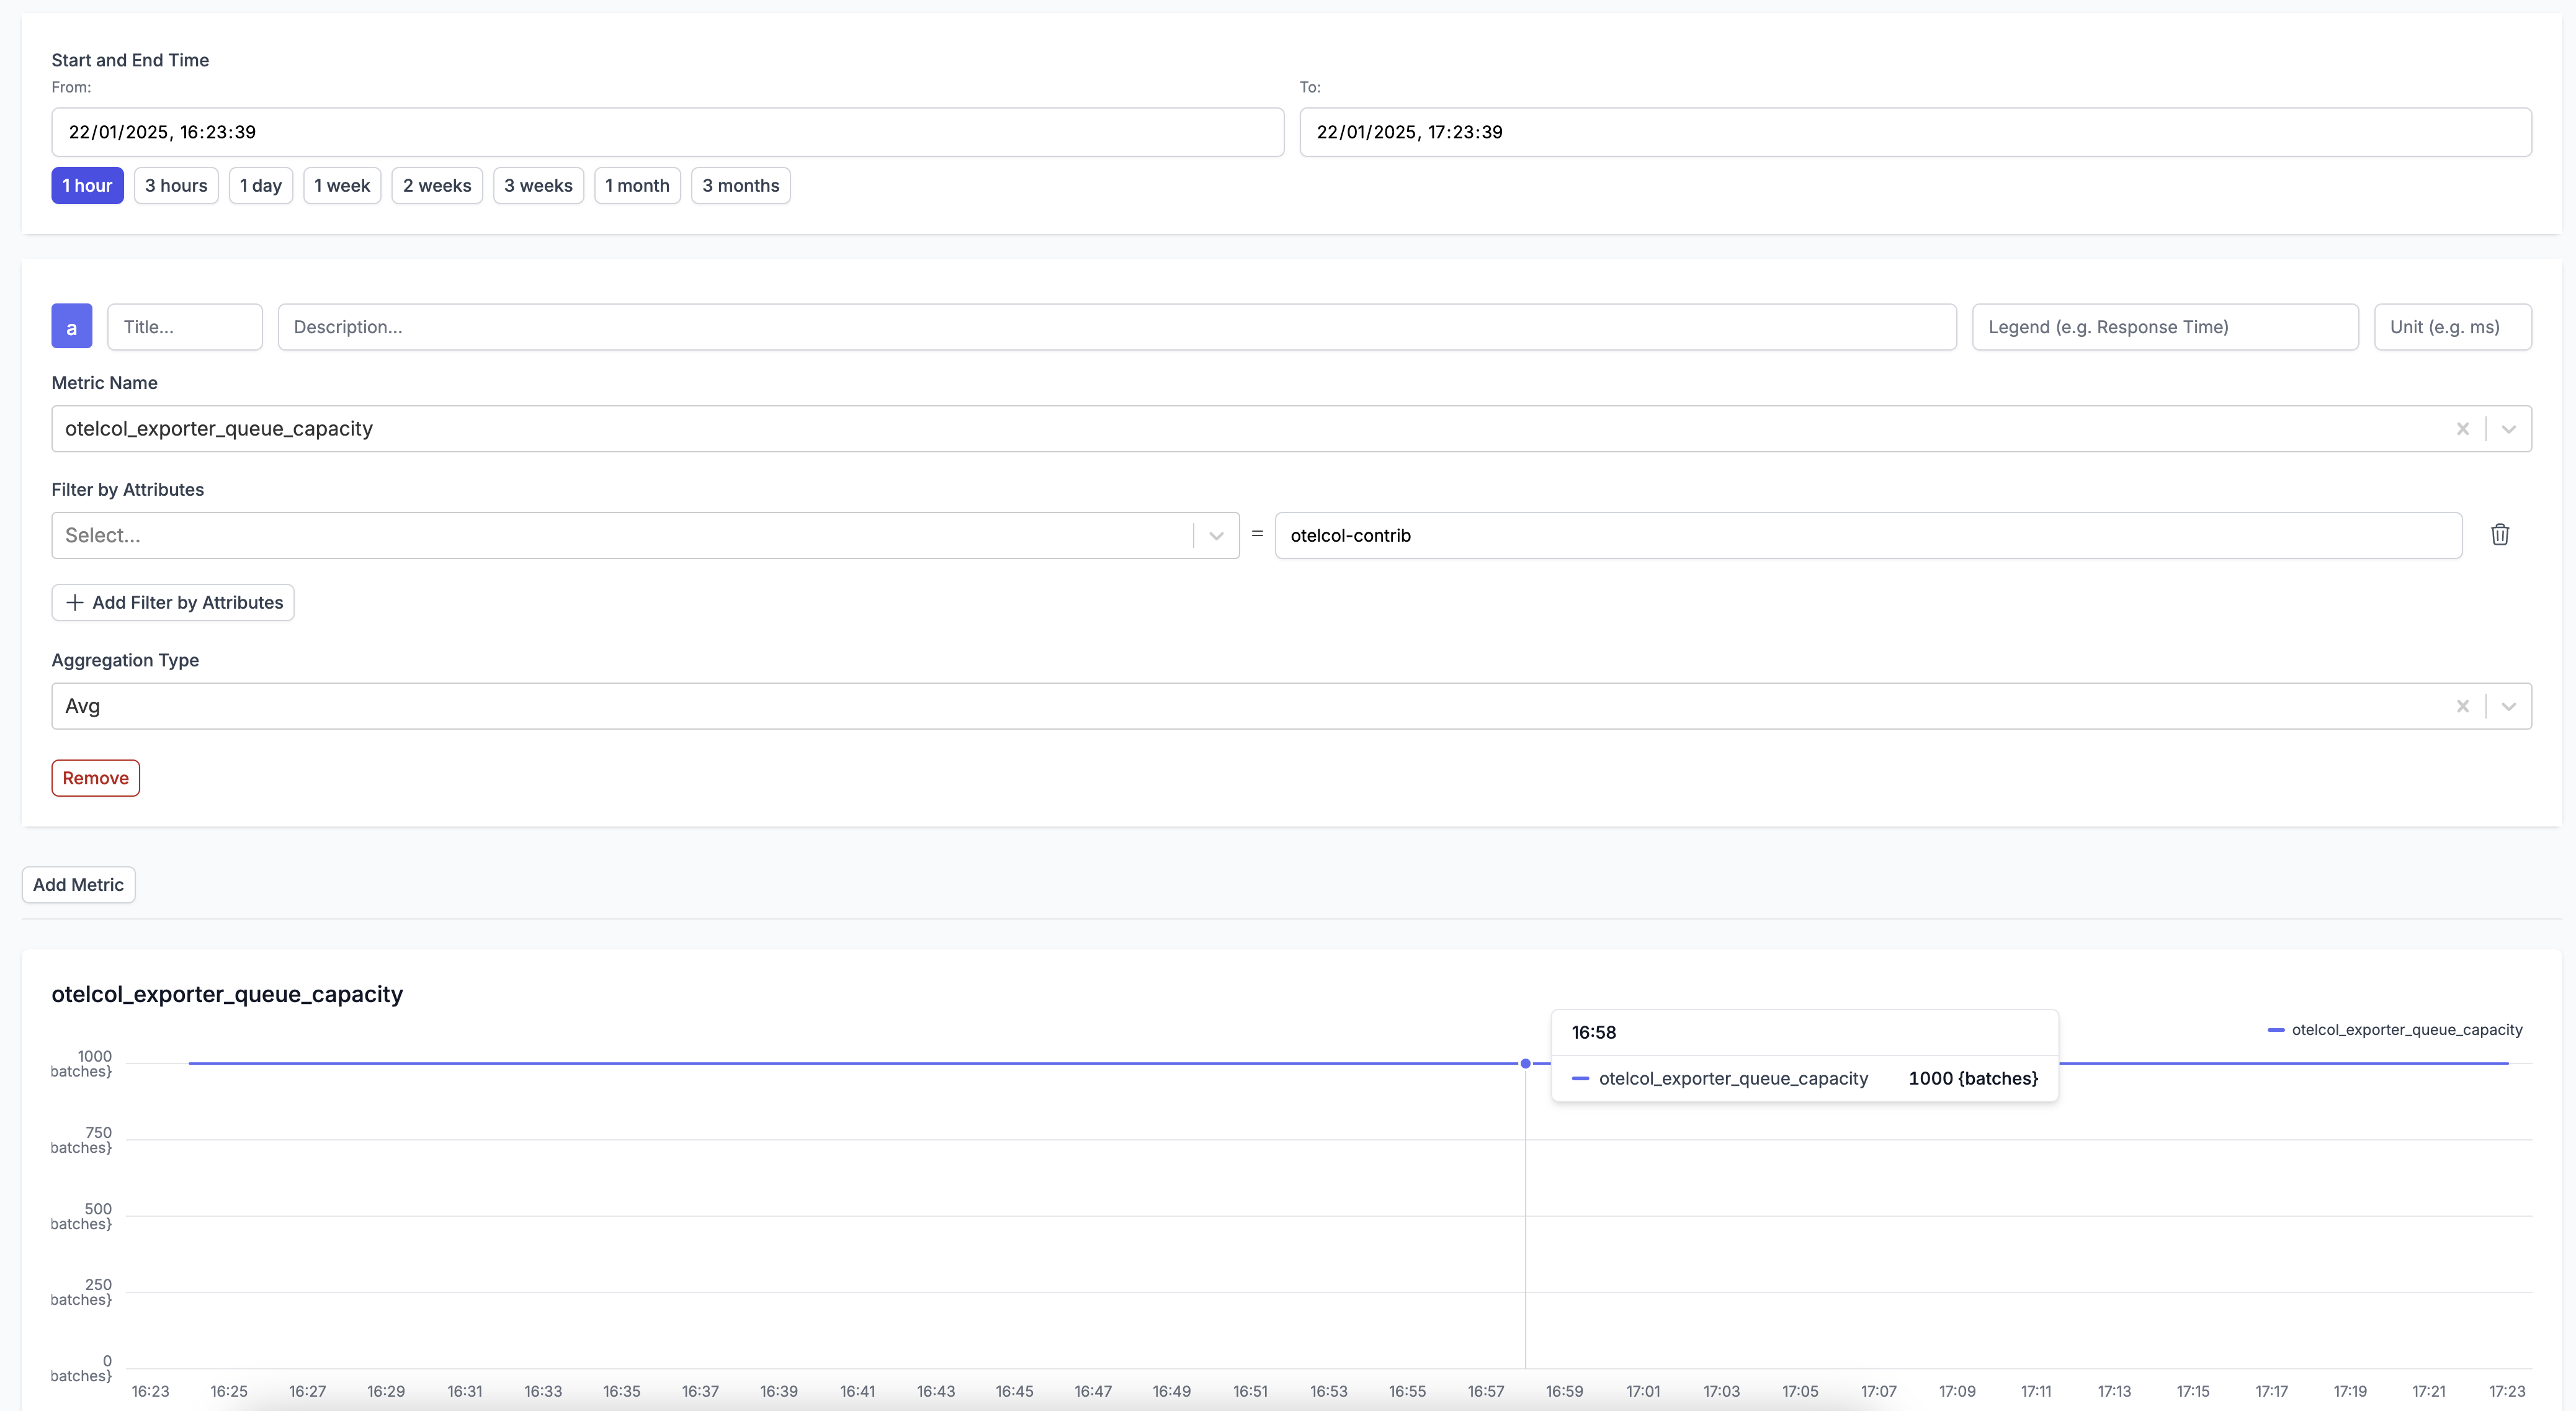 Start and End Time
From: To:
22/01/2025, 16:23:39 22/01/2025, 17:23:39
1 hour 3 hours 1 day 1 week 2 weeks 3 weeks 1 month 3 months
a Title... Description... Legend (e.g. Response Time) Unit (e.g. ms)
Metric Name
otelcol_exporter_queue_capacity
Filter by Attributes
Select... = otelcol-contrib
+ Add Filter by Attributes
Aggregation Type
Avg
Remove
Add Metric
otelcol_exporter_queue_capacity
otelcol_exporter_queue_capacity
16:58
otelcol_exporter_queue_capacity 1000 {batches}
1000
batches}
750
batches}
500
batches}
250
batches}
0
batches}
16:23 16:25 16:27 16:29 16:31 16:33 16:35 16:37 16:39 16:41 16:43 16:45 16:47 16:49 16:51 16:53 16:55 16:57 16:59 17:01 17:03 17:05 17:07 17:09 17:11 17:13 17:15 17:17 17:19 17:21 17:23